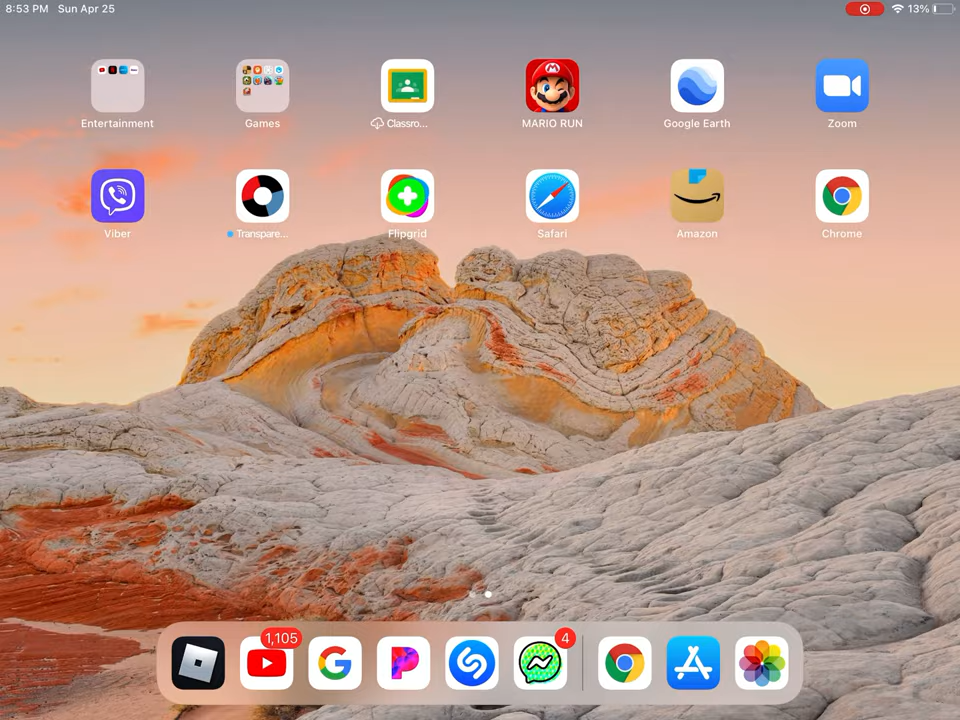 8:53 PM Sun Apr 25 13%
Entertainment Games Classro... MARIO RUN Google Earth Zoom
Viber Transpare... Flipgrid Safari Amazon Chrome
1,105 4